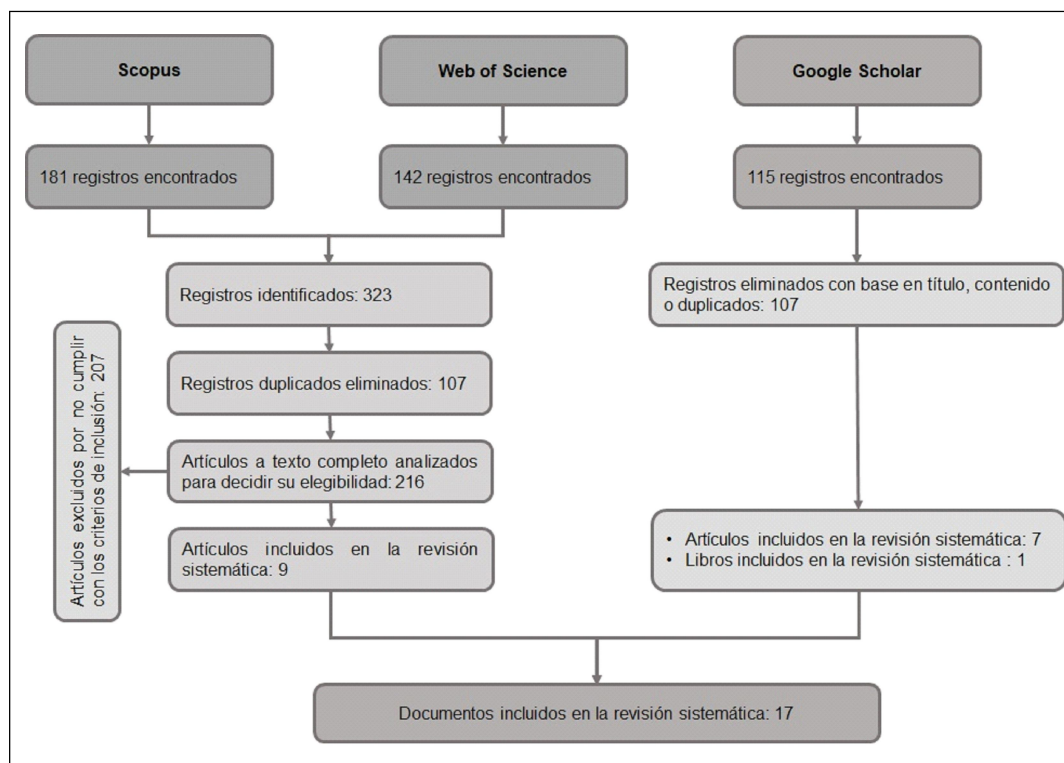 Scopus
Web of Science
Google Scholar
181 registros encontrados
142 registros encontrados
115 registros encontrados
Registros identificados: 323
Registros eliminados con base en título, contenido
o duplicados: 107
Registros duplicados eliminados: 107
Artículos excluidos por no cumplir
con los criterios de inclusión: 207
Artículos a texto completo analizados
para decidir su elegibilidad: 216
Artículos incluidos en la revisión
sistemática: 9
• Artículos incluidos en la revisión sistemática: 7
• Libros incluidos en la revisión sistemática : 1
Documentos incluidos en la revisión sistemática: 17